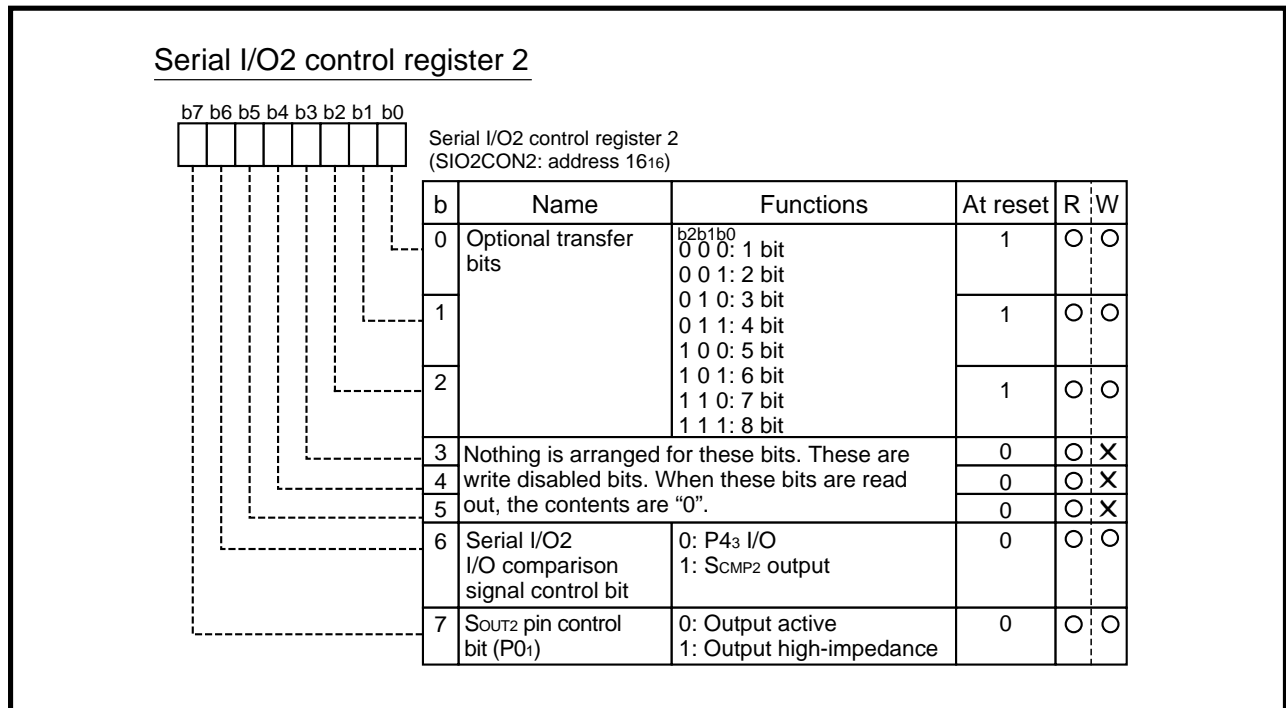 Serial I/O2 control register 2
b7 b6 b5 b4 b3 b2 b1 b0
Serial I/O2 control register 2
(SIO2CON2: address 16₁₆)
b Name Functions At reset R W
0 Optional transfer bits b2b1b0 1 O O
0 0 0: 1 bit
0 0 1: 2 bit
0 1 0: 3 bit
1 1 O O
0 1 1: 4 bit
1 0 0: 5 bit
1 0 1: 6 bit
2 1 O O
1 1 0: 7 bit
1 1 1: 8 bit
3 Nothing is arranged for these bits. These are 0 O X
4 write disabled bits. When these bits are read 0 O X
5 out, the contents are “0”. 0 O X
6 Serial I/O2 0: P4₃ I/O 0 O O
I/O comparison 1: SCMP2 output
signal control bit
7 SOUT2 pin control 0: Output active 0 O O
bit (P0₁) 1: Output high-impedance